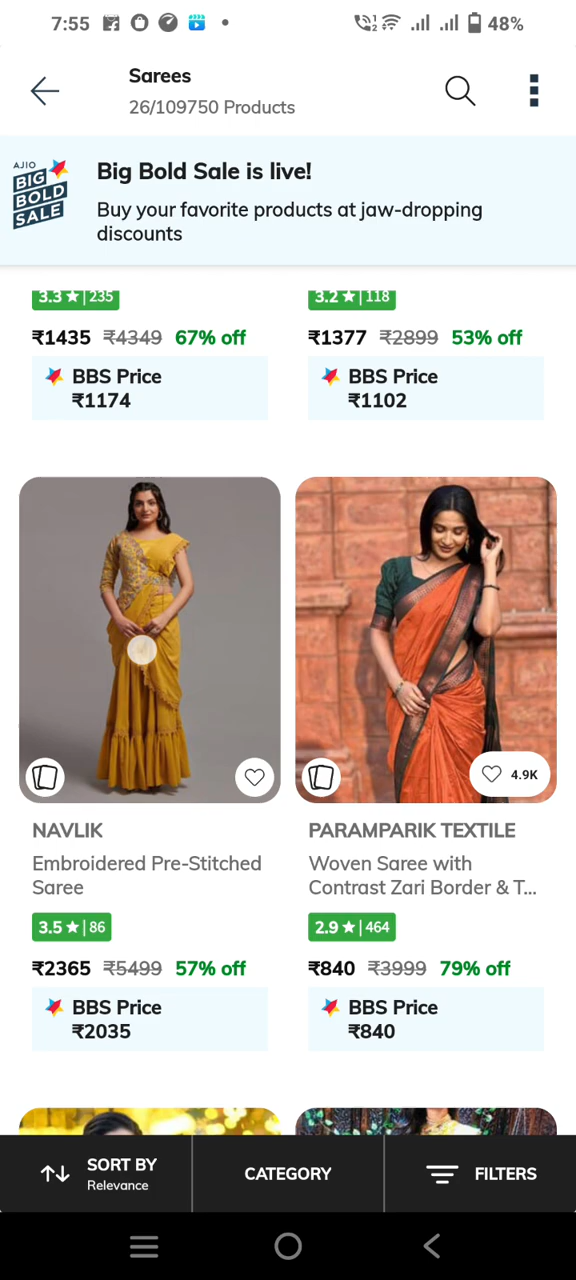 7:55
48%
Sarees
26/109750 Products
AJIO
BIG
BOLD
SALE
Big Bold Sale is live!
Buy your favorite products at jaw-dropping
discounts
3.3 ★ | 235
3.2 ★ | 118
₹1435 ₹4349 67% off
₹1377 ₹2899 53% off
BBS Price
₹1174
BBS Price
₹1102
4.9K
NAVLIK
Embroidered Pre-Stitched
Saree
3.5 ★ | 86
₹2365 ₹5499 57% off
BBS Price
₹2035
PARAMPARIK TEXTILE
Woven Saree with
Contrast Zari Border & T...
2.9 ★ | 464
₹840 ₹3999 79% off
BBS Price
₹840
SORT BY
Relevance
CATEGORY
FILTERS